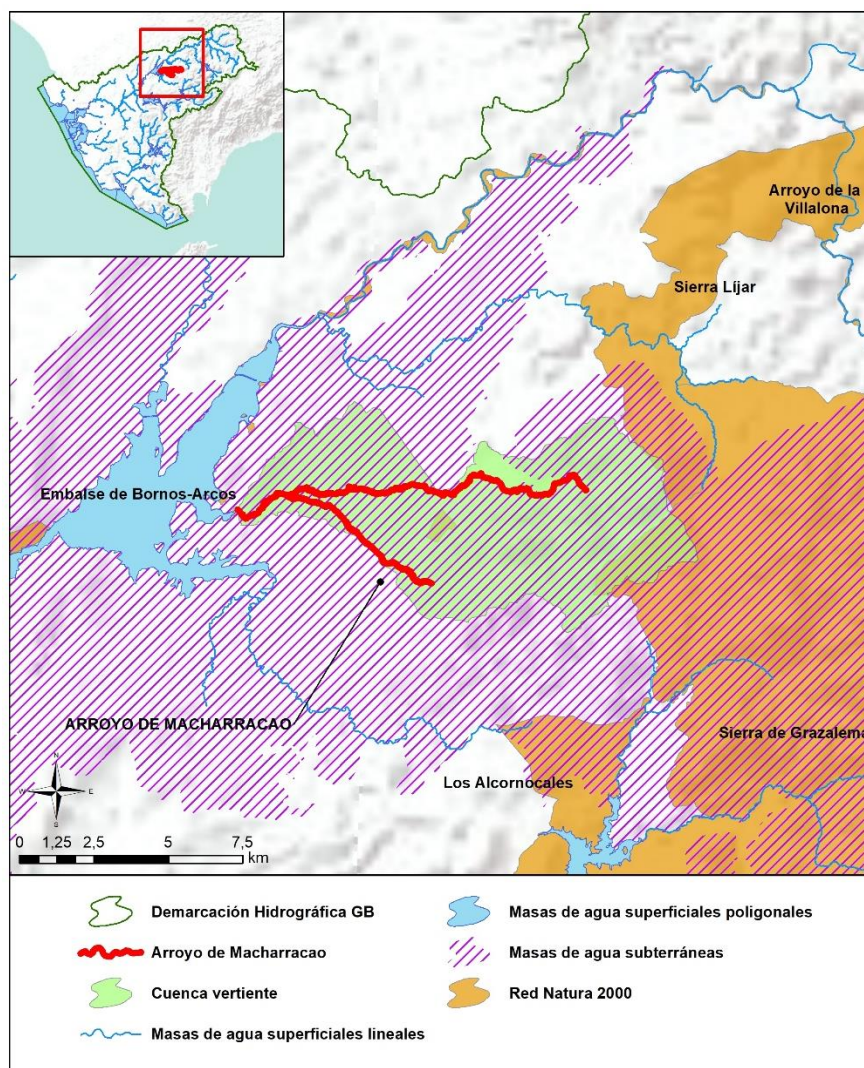 Arroyo de la
Villalona
Sierra Líjar
Embalse de Bornos-Arcos
ARROYO DE MACHARRACAO
Sierra de Grazalema
Los Alcornocales
N
W E
S
0 1,25 2,5 5 7,5
km
Demarcación Hidrográfica GB
Arroyo de Macharracao
Cuenca vertiente
Masas de agua superficiales lineales
Masas de agua superficiales poligonales
Masas de agua subterráneas
Red Natura 2000